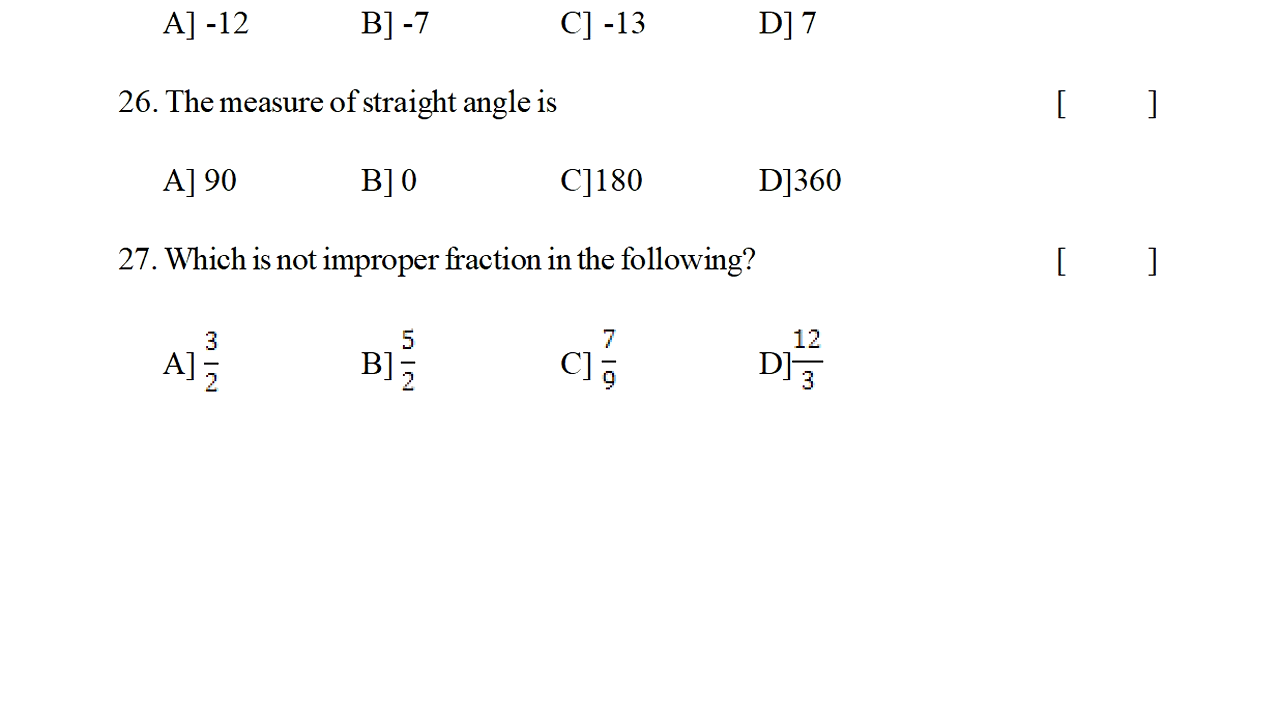 A] -12 B] -7 C] -13 D] 7
26. The measure of straight angle is [ ]
A] 90 B] 0 C]180 D]360
27. Which is not improper fraction in the following? [ ]
A] 3/2 B] 5/2 C] 7/9 D] 12/3